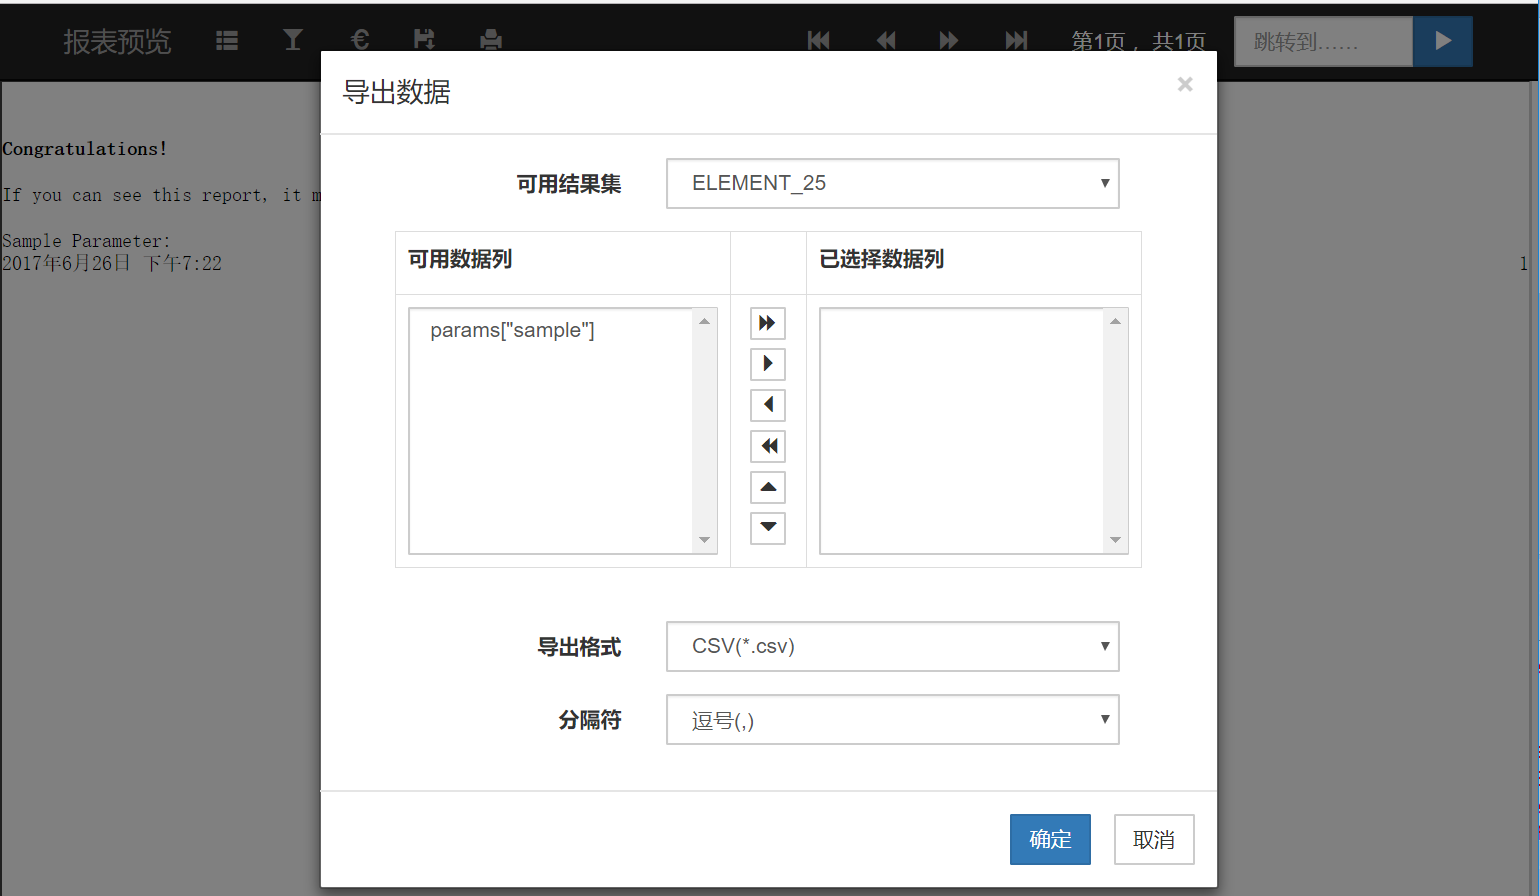 报表预览
第1页， 共1页
跳转到……
导出数据
×
Congratulations!
If you can see this report, it m
Sample Parameter:
2017年6月26日 下午7:22
1
可用结果集
ELEMENT_25
可用数据列
已选择数据列
params["sample"]
导出格式
CSV(*.csv)
分隔符
逗号(,)
确定
取消